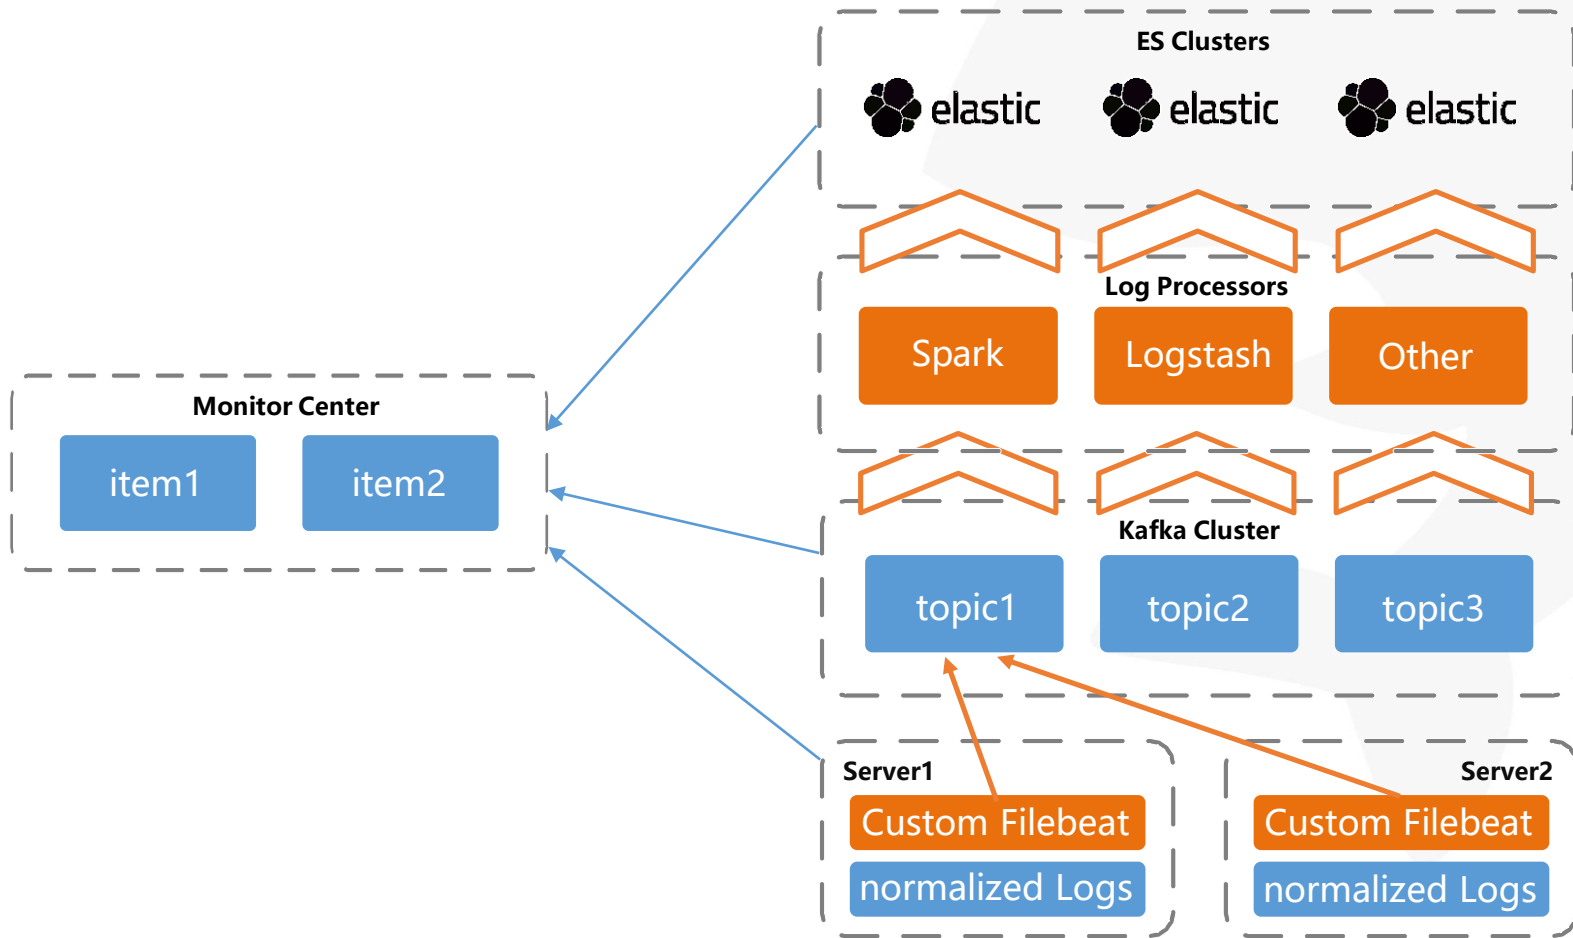 ES Clusters
elastic
elastic
elastic
Log Processors
Spark
Logstash
Other
Monitor Center
item1
item2
Kafka Cluster
topic1
topic2
topic3
Server1
Custom Filebeat
normalized Logs
Server2
Custom Filebeat
normalized Logs